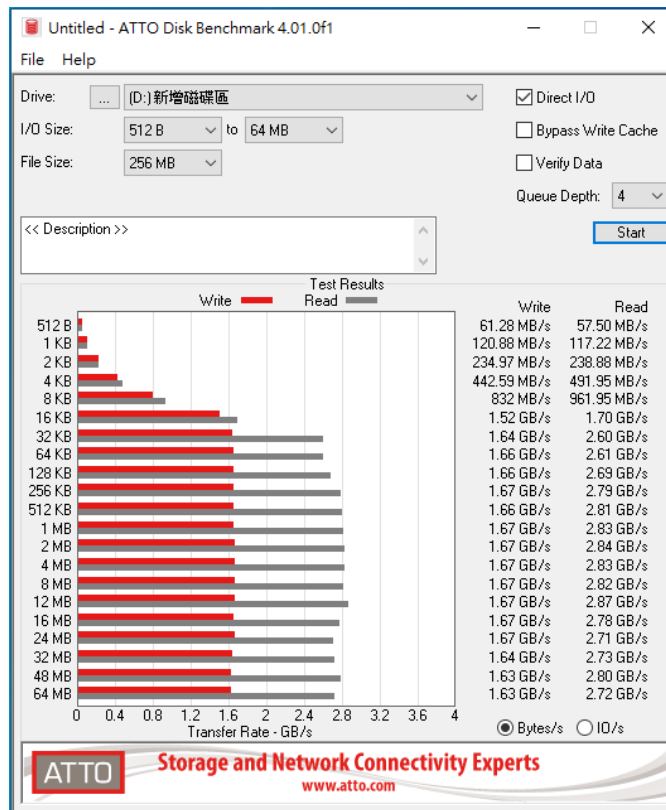 Untitled - ATTO Disk Benchmark 4.01.0f1
File Help
Drive: ... (D:)新增磁碟區
Direct I/O
I/O Size: 512 B to 64 MB
Bypass Write Cache
File Size: 256 MB
Verify Data
Queue Depth: 4
<< Description >>
Start
Test Results
Write Read Write Read
512 B 61.28 MB/s 57.50 MB/s
1 KB 120.88 MB/s 117.22 MB/s
2 KB 234.97 MB/s 238.88 MB/s
4 KB 442.59 MB/s 491.95 MB/s
8 KB 832 MB/s 961.95 MB/s
16 KB 1.52 GB/s 1.70 GB/s
32 KB 1.64 GB/s 2.60 GB/s
64 KB 1.66 GB/s 2.61 GB/s
128 KB 1.66 GB/s 2.69 GB/s
256 KB 1.67 GB/s 2.79 GB/s
512 KB 1.66 GB/s 2.81 GB/s
1 MB 1.67 GB/s 2.83 GB/s
2 MB 1.67 GB/s 2.84 GB/s
4 MB 1.67 GB/s 2.83 GB/s
8 MB 1.67 GB/s 2.82 GB/s
12 MB 1.67 GB/s 2.87 GB/s
16 MB 1.67 GB/s 2.78 GB/s
24 MB 1.67 GB/s 2.71 GB/s
32 MB 1.64 GB/s 2.73 GB/s
48 MB 1.63 GB/s 2.80 GB/s
64 MB 1.63 GB/s 2.72 GB/s
0 0.4 0.8 1.2 1.6 2 2.4 2.8 3.2 3.6 4
Transfer Rate - GB/s
Bytes/s IO/s
ATTO
Storage and Network Connectivity Experts
www.atto.com